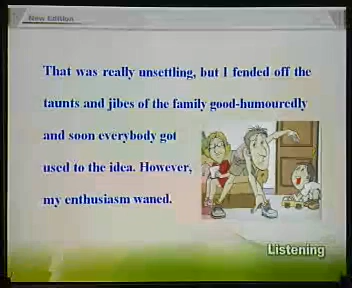 New Edition
That was really unsettling, but I fended off the
taunts and jibes of the family good-humouredly
and soon everybody got
used to the idea. However,
my enthusiasm waned.
Listening